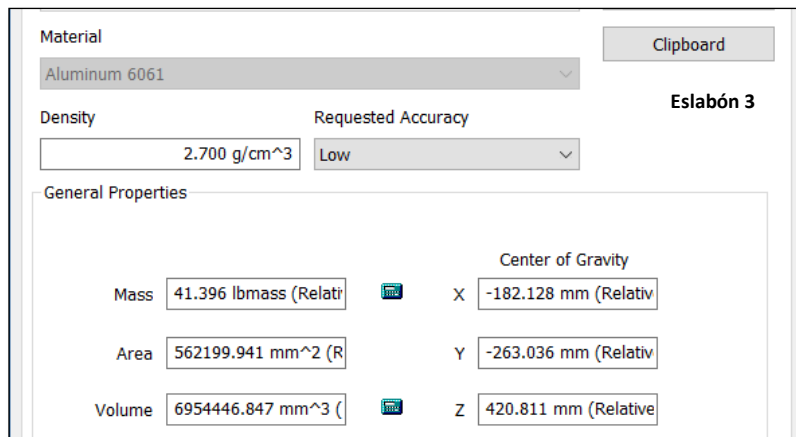 Material
Clipboard
Aluminum 6061
Eslabón 3
Density
Requested Accuracy
2.700 g/cm^3
Low
General Properties
Center of Gravity
Mass
41.396 lbmass (Relati
X
-182.128 mm (Relativ
Area
562199.941 mm^2 (R
Y
-263.036 mm (Relativ
Volume
6954446.847 mm^3 (
Z
420.811 mm (Relative